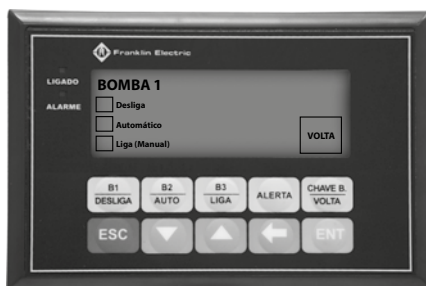 Franklin Electric
LIGADO
ALARME
BOMBA 1
Desliga
Automático
Liga (Manual)
VOLTA
B1
DESLIGA
B2
AUTO
B3
LIGA
ALERTA
CHAVE B.
VOLTA
ESC
ENT